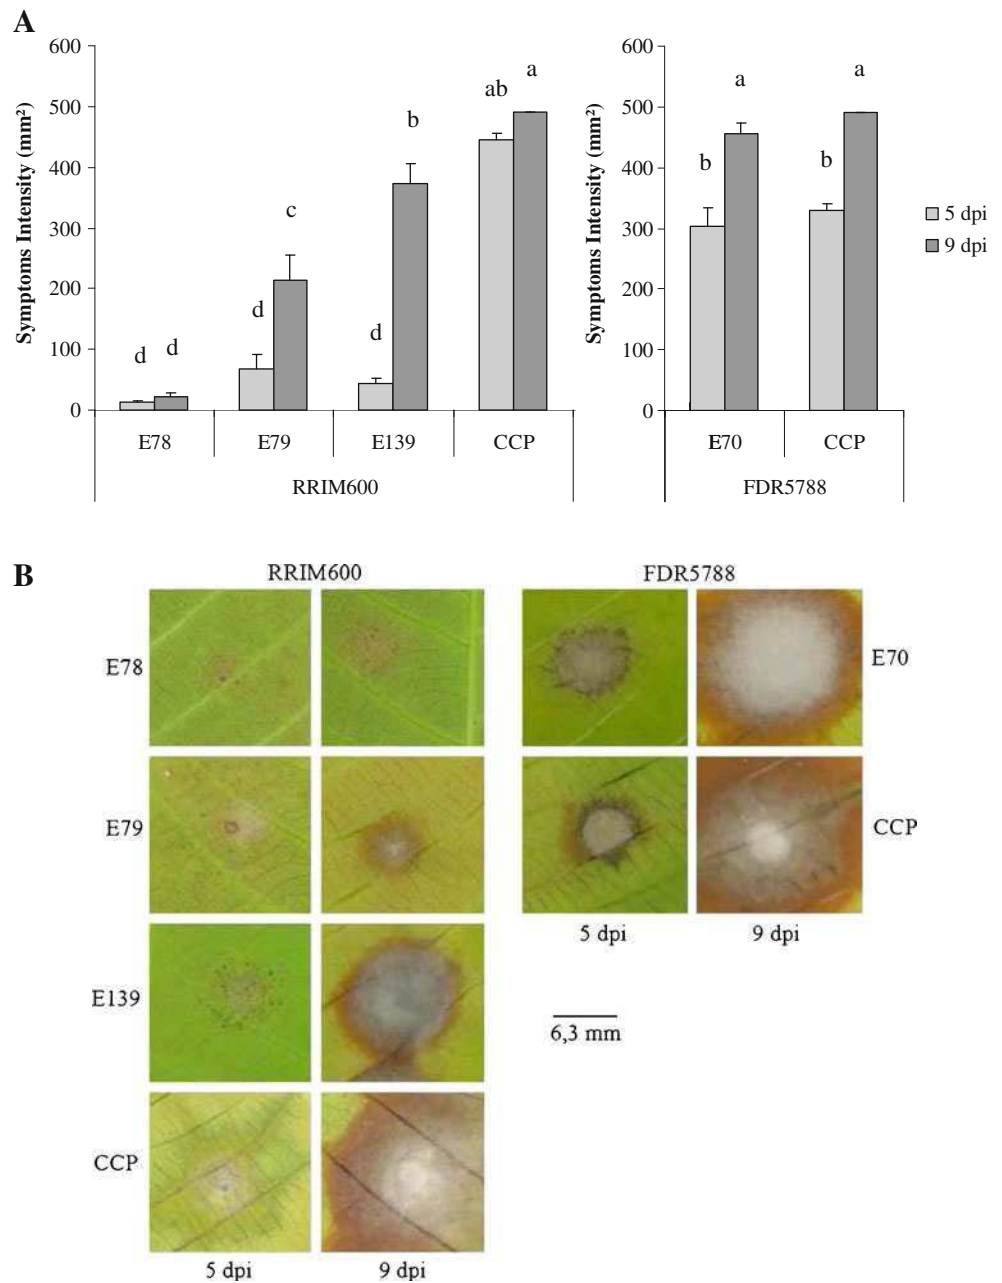 A
Symptoms Intensity (mm²)
600
500
400
300
200
100
0
d
d
d
c
d
b
ab
a
E78
E79
E139
CCP
RRIM600
Symptoms Intensity (mm²)
600
500
400
300
200
100
0
b
a
b
a
E70
CCP
FDR5788
5 dpi
9 dpi
B
RRIM600
FDR5788
E78
E70
E79
CCP
5 dpi
9 dpi
E139
6,3 mm
CCP
5 dpi
9 dpi